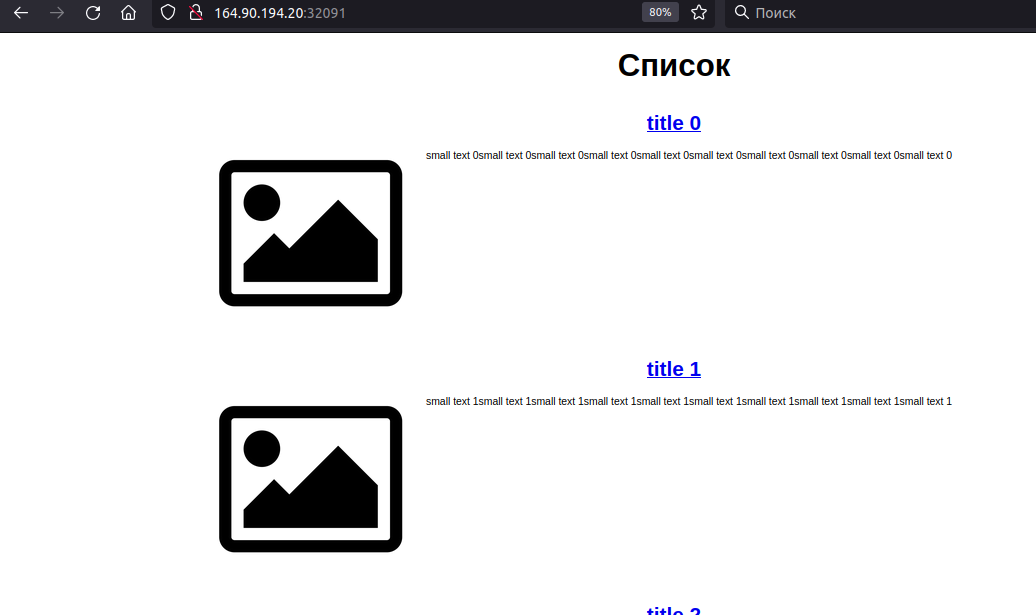 164.90.194.20:32091 80% Поиск
Список
title 0
small text 0small text 0small text 0small text 0small text 0small text 0small text 0small text 0small text 0small text 0
title 1
small text 1small text 1small text 1small text 1small text 1small text 1small text 1small text 1small text 1small text 1
title 2